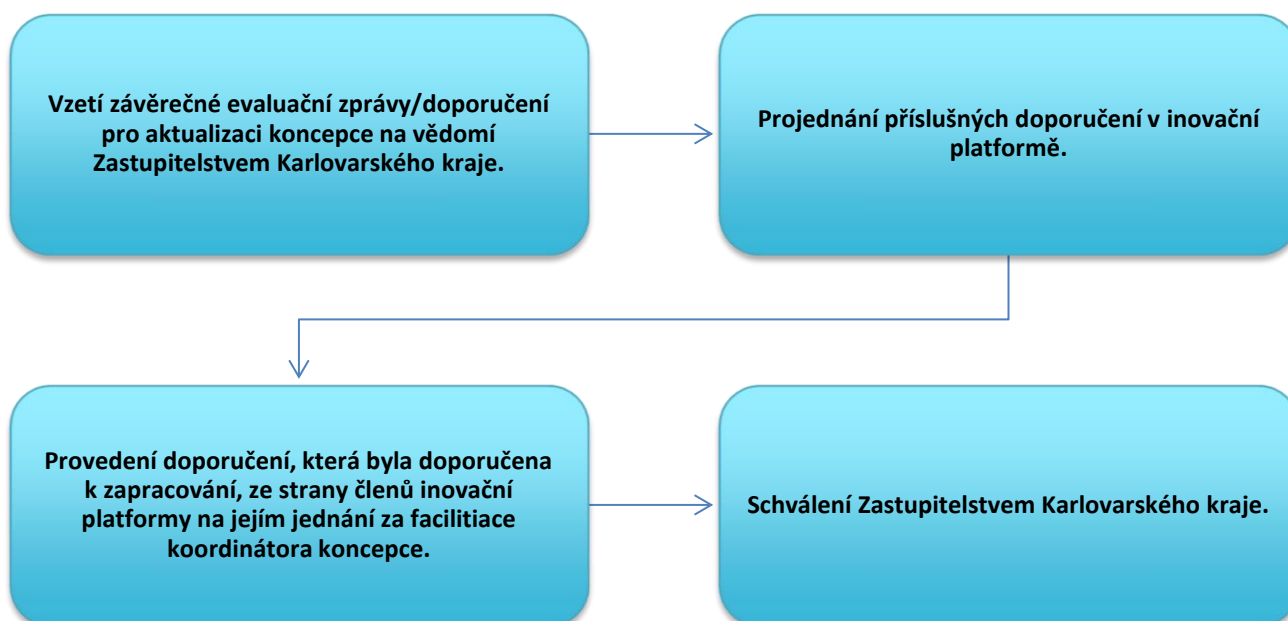 Vzetí závěrečné evaluační zprávy/doporučení
pro aktualizaci koncepce na vědomí
Zastupitelstvem Karlovarského kraje.
Projednání příslušných doporučení v inovační
platformě.
Provedení doporučení, která byla doporučena
k zapracování, ze strany členů inovační
platformy na jejím jednání za facilitiace
koordinátora koncepce.
Schválení Zastupitelstvem Karlovarského kraje.